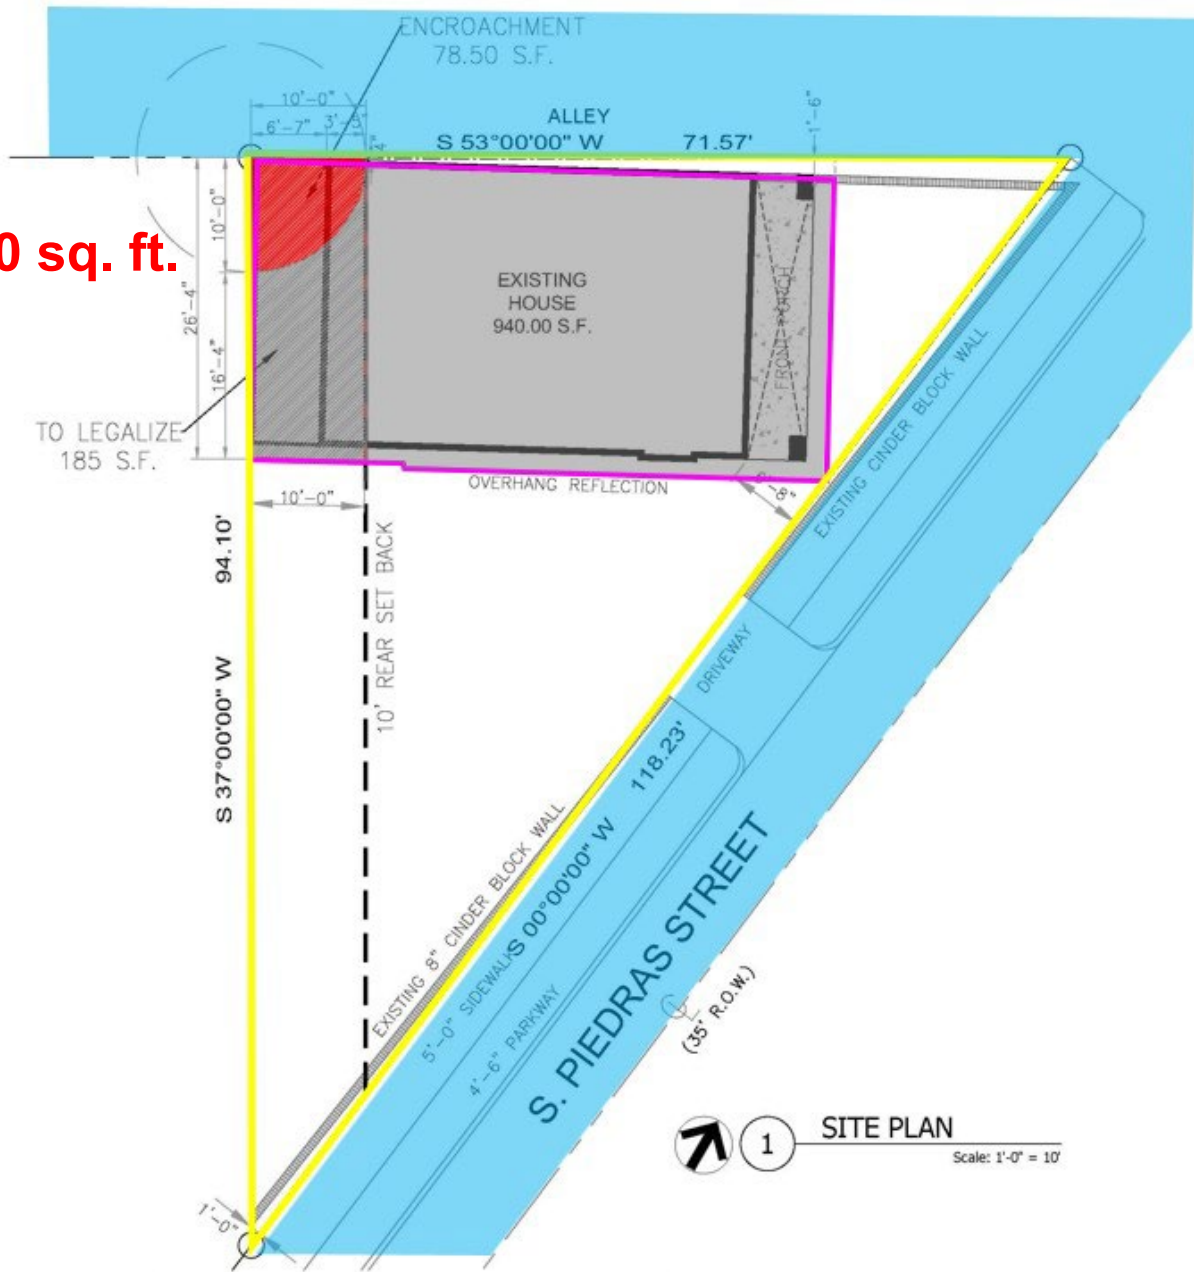 ENCROACHMENT
78.50 S.F.
10'-0"
6'-7"
3'-5"
ALLEY
S 53°00'00" W 71.57'
1'-6"
10'-0"
0 sq. ft.
26'-4"
16'-4"
EXISTING
HOUSE
940.00 S.F.
FRONT PORCH
TO LEGALIZE
185 S.F.
OVERHANG REFLECTION
10'-0"
EXISTING CINDER BLOCK WALL
94.10'
S 37°00'00" W
10' REAR SET BACK
DRIVEWAY
118.23'
S 00°00'00" W
EXISTING 8" CINDER BLOCK WALL
5'-0" SIDEWALK
4'-6" PARKWAY
S. PIEDRAS STREET
(35' R.O.W.)
1
SITE PLAN
Scale: 1'-0" = 10'
1'-0"